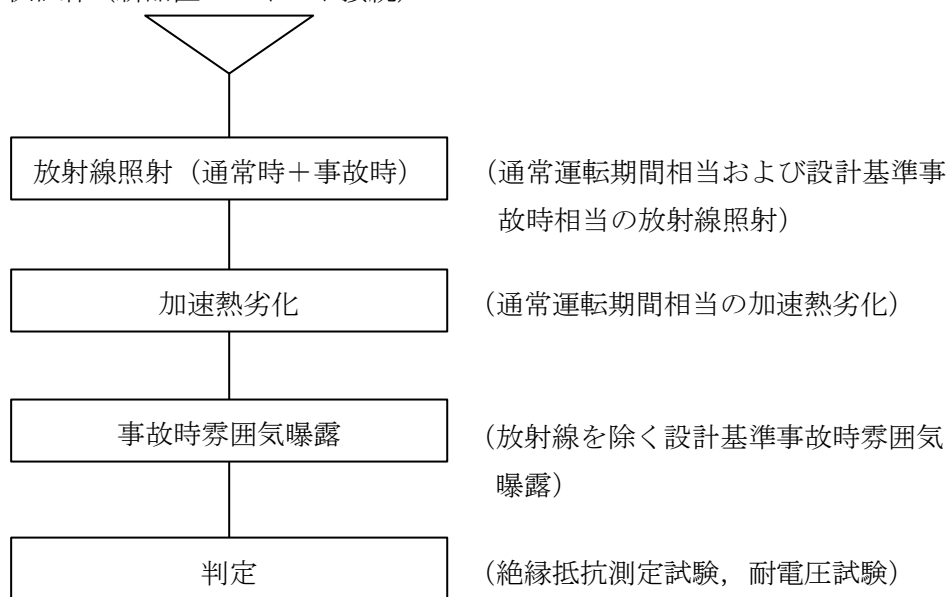 放射線照射（通常時＋事故時）
（通常運転期間相当および設計基準事
故時相当の放射線照射）
加速熱劣化
（通常運転期間相当の加速熱劣化）
事故時雰囲気曝露
（放射線を除く設計基準事故時雰囲気
曝露）
判定
（絶縁抵抗測定試験，耐電圧試験）